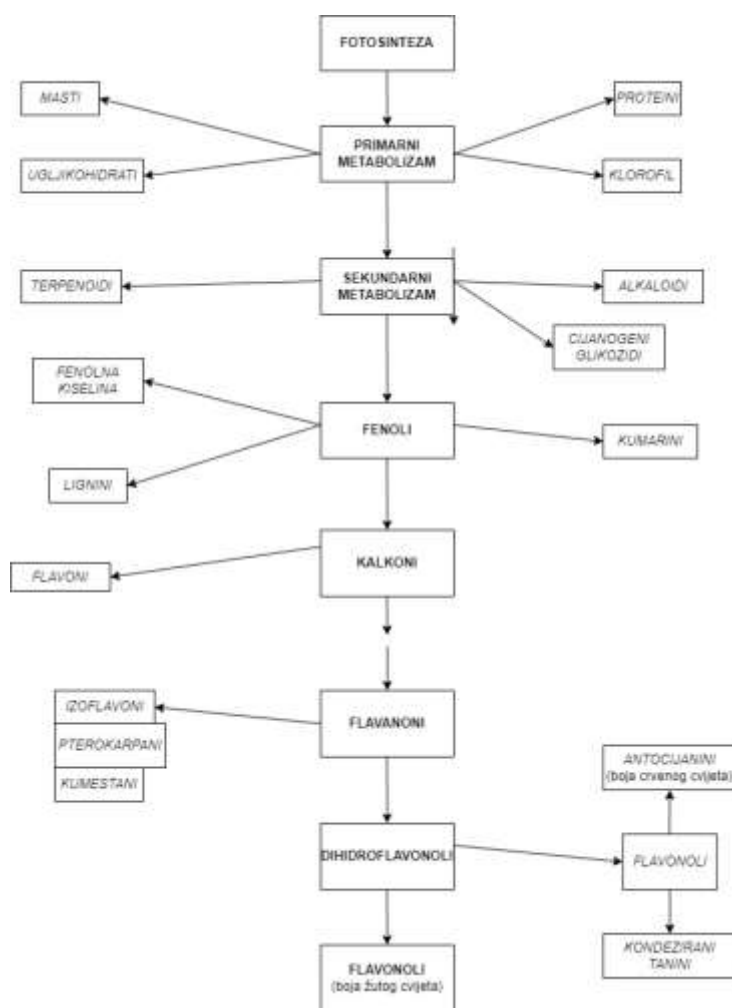 FOTOSINTEZA
MASTI
PROTEINI
PRIMARNI
METABOLIZAM
UGLJIKOHIDRATI
KLOROFIL
SEKUNDARNI
METABOLIZAM
TERPENOIDI
ALKALOIDI
CIJANOGENI
GLIKOZIDI
FENOLNA
KISELINA
FENOLI
KUMARINI
LIGNINI
KALKONI
FLAVONI
IZOFLAVONI
FLAVANONI
PTEROKARPANI
KUMESTANI
ANTOCIJANINI
(boja crvenog cvijeta)
DIHIDROFLAVONOLI
FLAVONOLI
KONDEZIRANI
TANINI
FLAVONOLI
(boja žutog cvijeta)